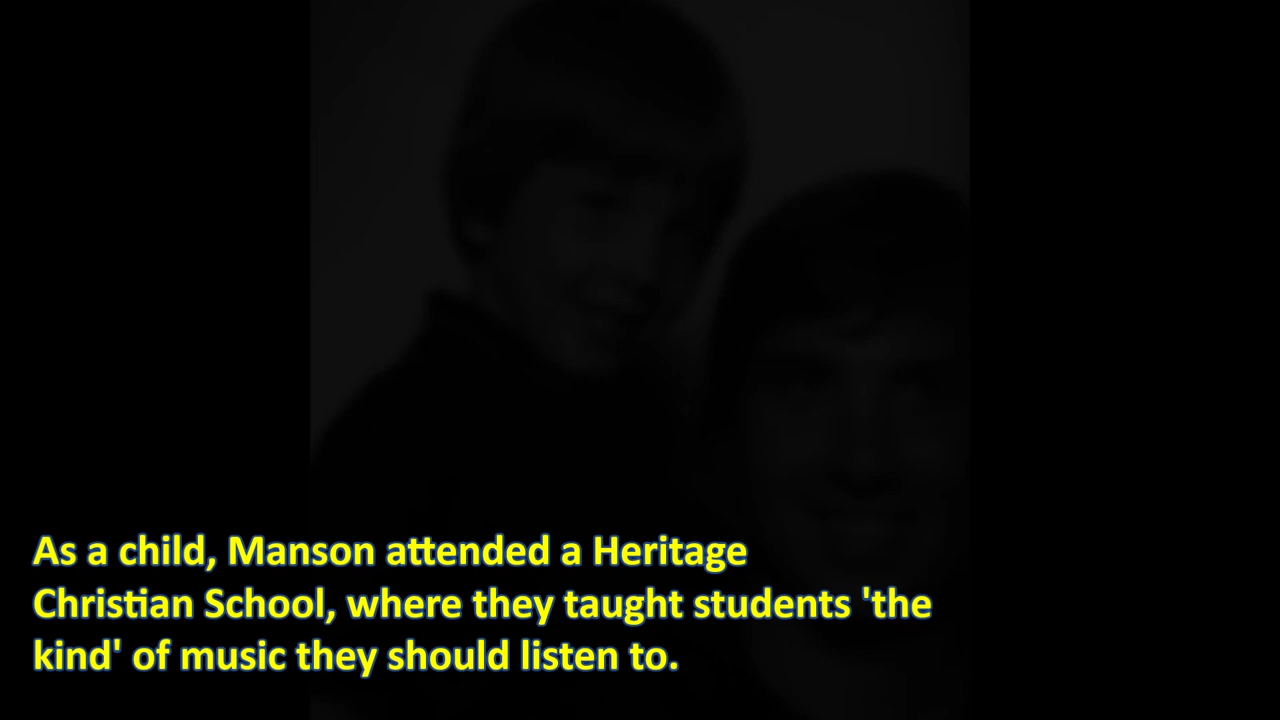 As a child, Manson attended a Heritage
Christian School, where they taught students 'the
kind' of music they should listen to.